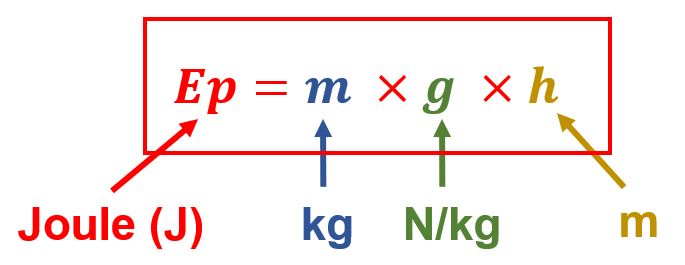 Ep = m × g × h
Joule (J) kg N/kg m